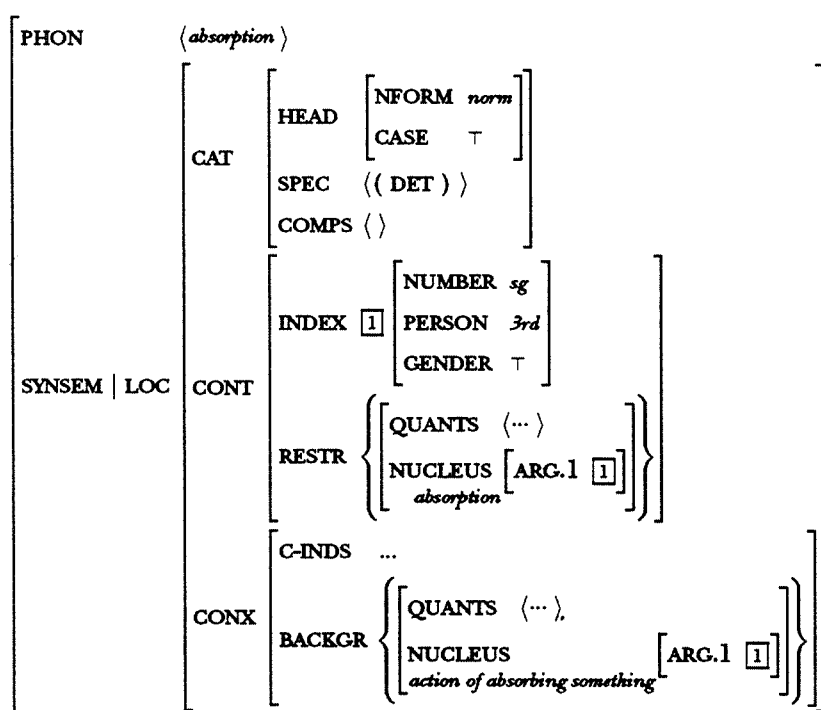 PHON ⟨absorption⟩
NFORM norm
HEAD
CASE ⊤
CAT
SPEC ⟨( DET ) ⟩
COMPS ⟨ ⟩
NUMBER sg
INDEX 1 PERSON 3rd
GENDER ⊤
SYNSEM | LOC CONT
QUANTS ⟨··· ⟩
RESTR
NUCLEUS [ARG.1 1]
absorption
C-INDS ...
QUANTS ⟨··· ⟩,
CONX
BACKGR
NUCLEUS [ARG.1 1]
action of absorbing something